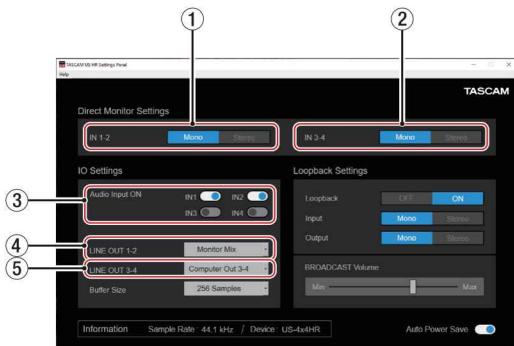 1
2
TASCAM US HR Settings Panel
Help
TASCAM
Direct Monitor Settings
IN 1-2 Mono Stereo
IN 3-4 Mono Stereo
IO Settings
Loopback Settings
3
Audio Input ON IN1 IN2
IN3 IN4
Loopback OFF ON
Input Mono Stereo
Output Mono Stereo
4
LINE OUT 1-2 Monitor Mix
5
LINE OUT 3-4 Computer Out 3-4
Buffer Size 256 Samples
BROADCAST Volume
Min Max
Information Sample Rate : 44.1 kHz / Device : US-4x4HR Auto Power Save